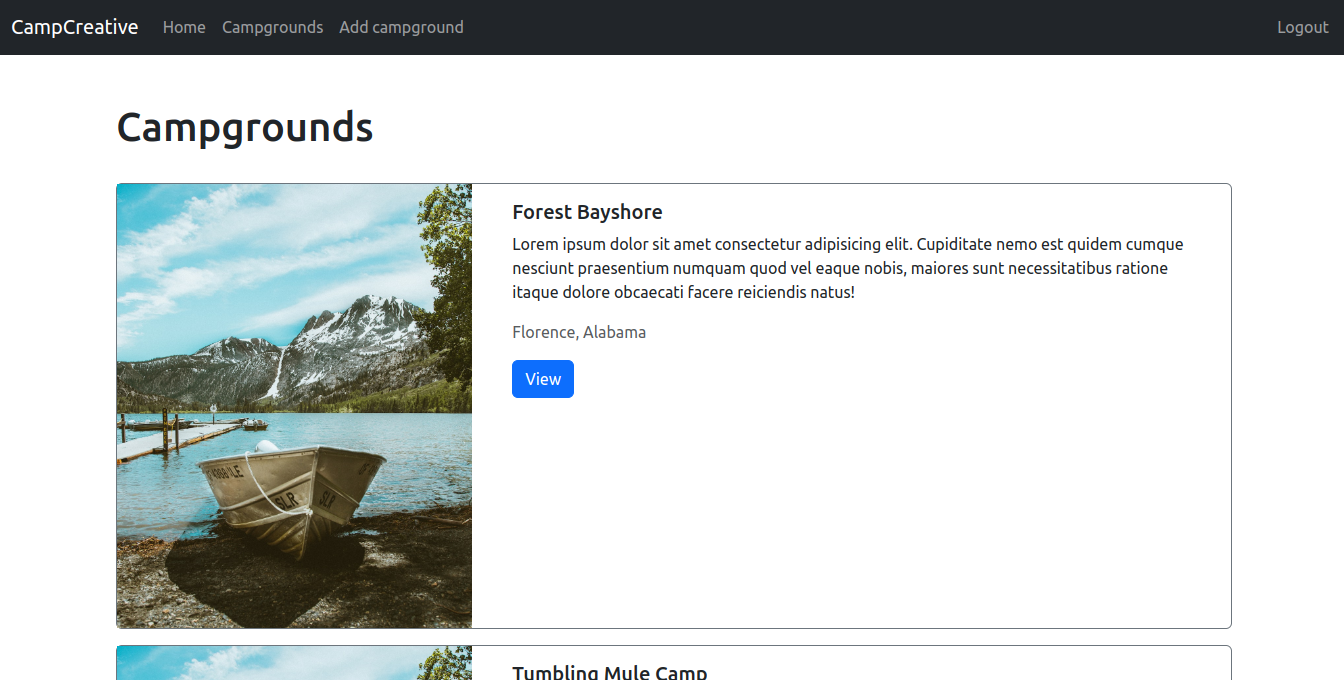 CampCreative Home Campgrounds Add campground Logout
Campgrounds
Forest Bayshore
Lorem ipsum dolor sit amet consectetur adipisicing elit. Cupiditate nemo est quidem cumque
nesciunt praesentium numquam quod vel eaque nobis, maiores sunt necessitatibus ratione
itaque dolore obcaecati facere reiciendis natus!
Florence, Alabama
View
SLR
SLR
Tumbling Mule Camp